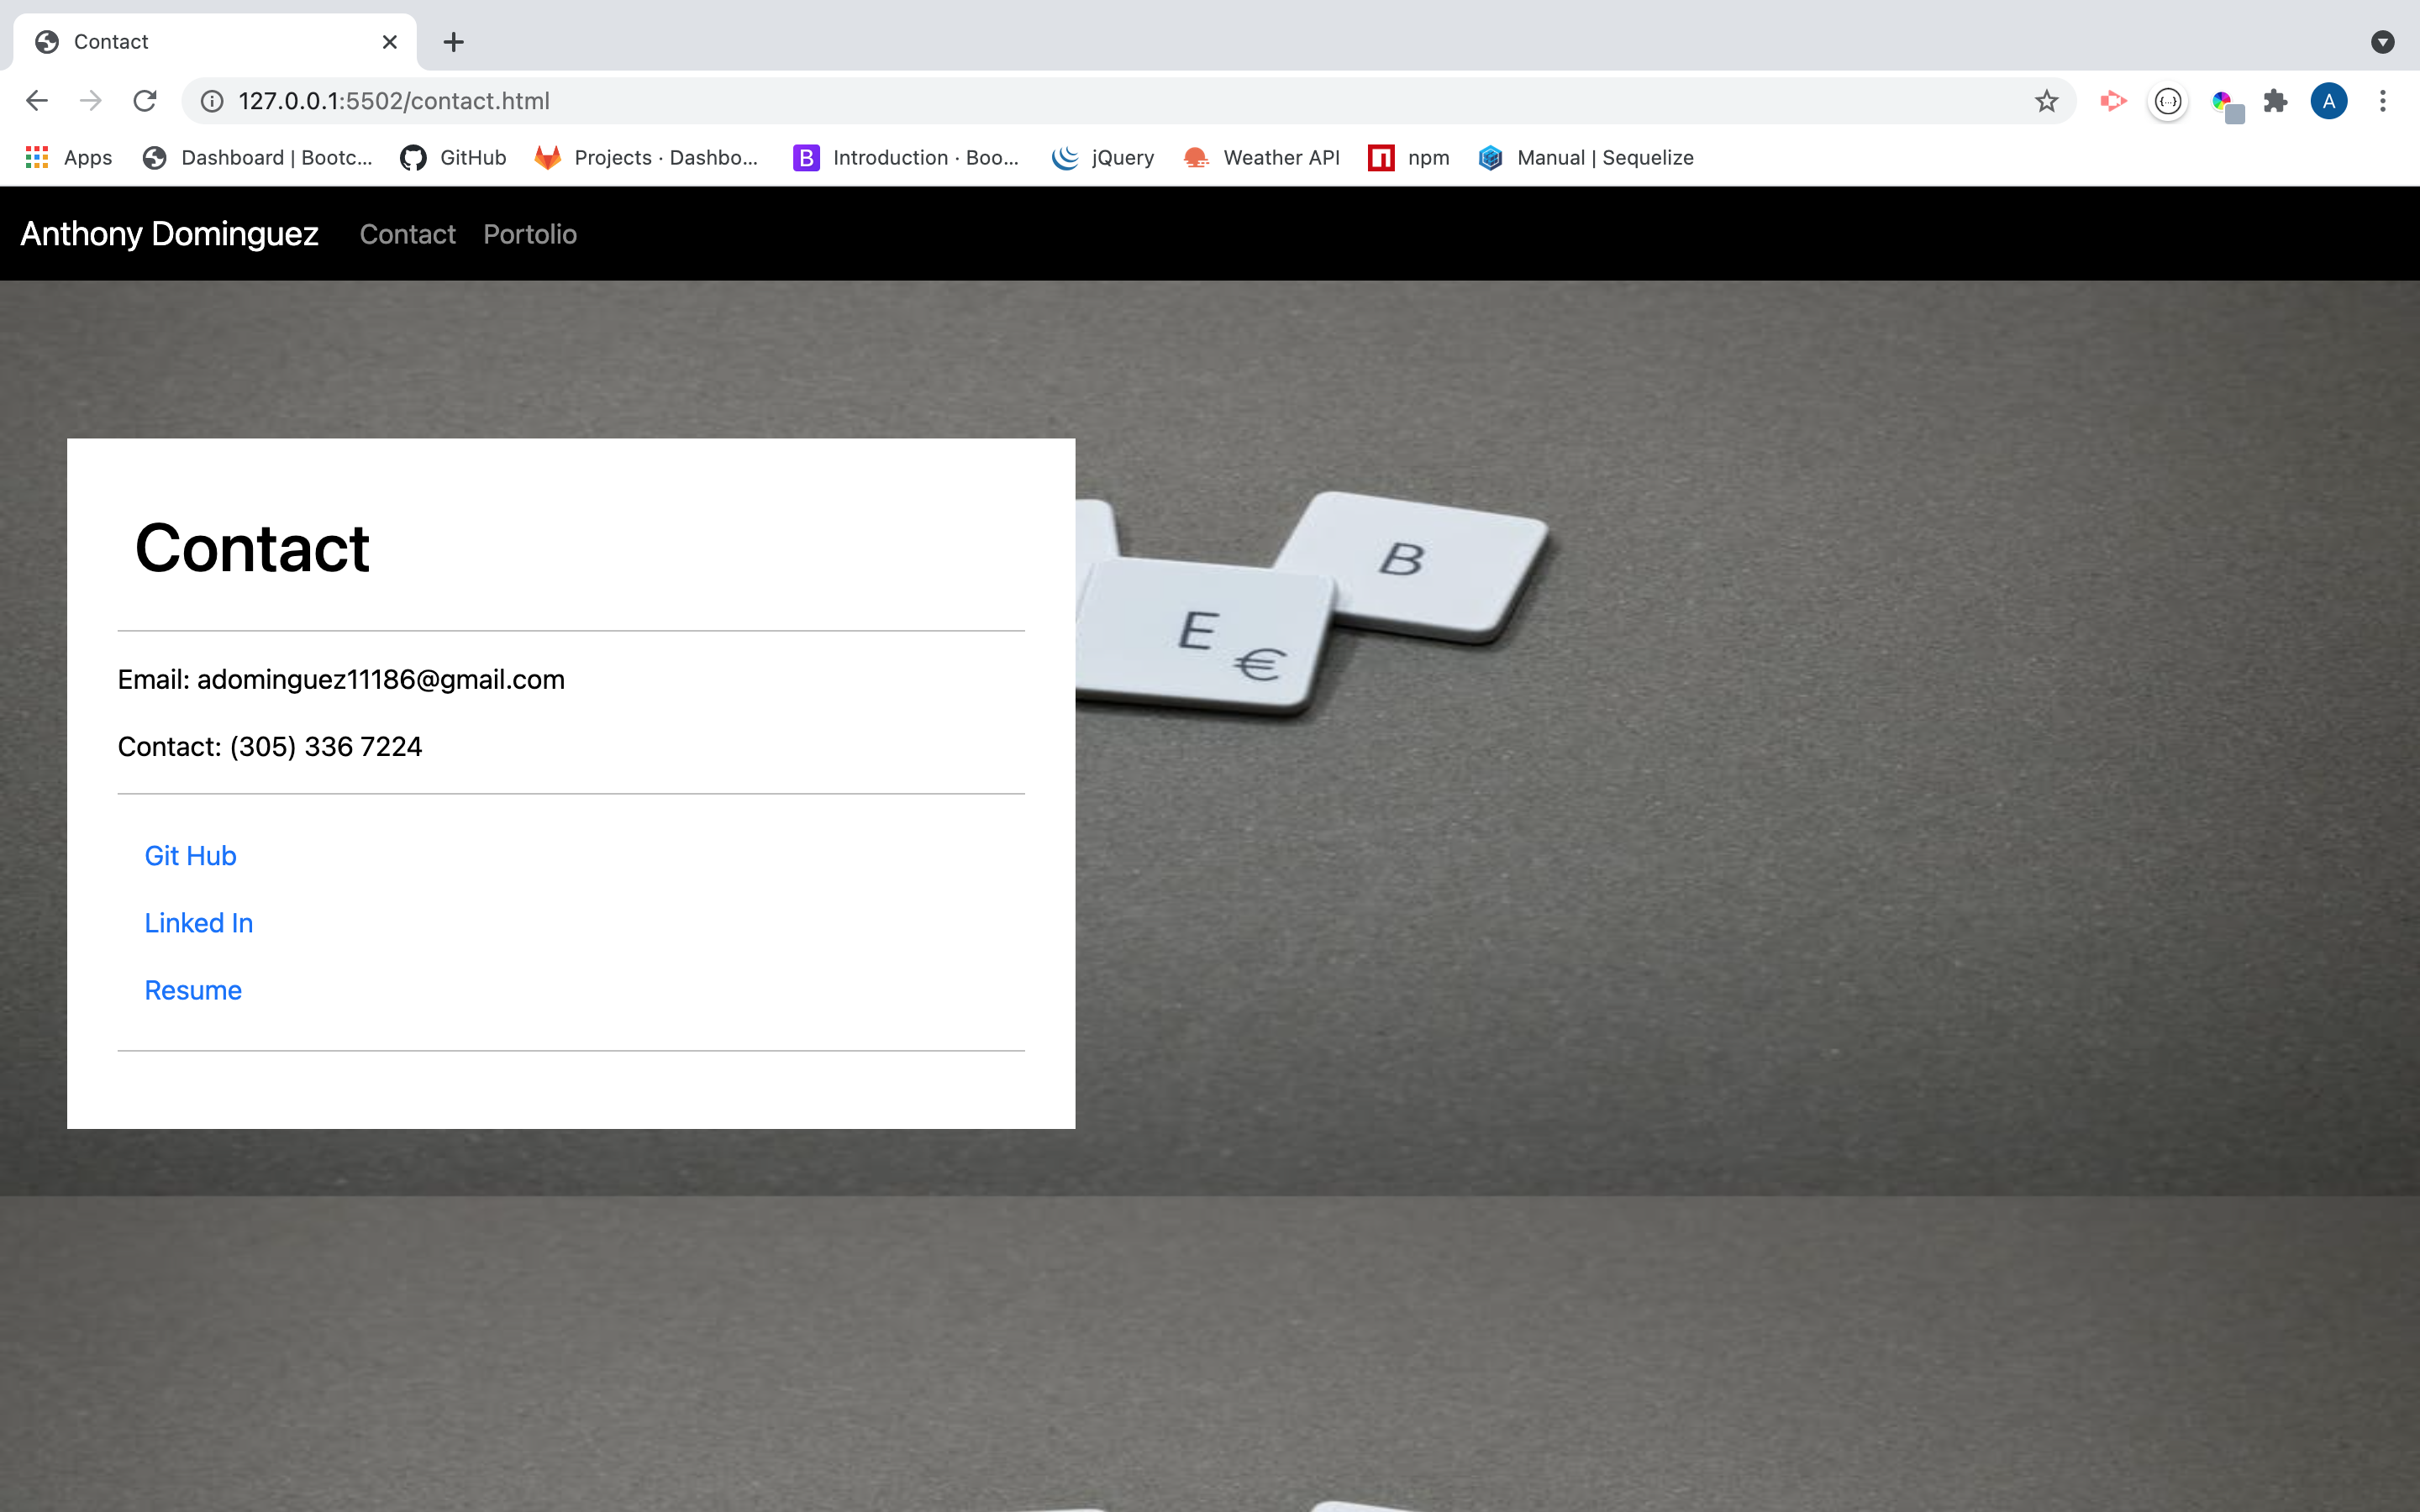 Contact
127.0.0.1:5502/contact.html
A
Apps Dashboard | Bootc... GitHub Projects · Dashbo... B Introduction · Boo... jQuery Weather API npm Manual | Sequelize
Anthony Dominguez Contact Portolio
Contact
B
E €
Email: adominguez11186@gmail.com
Contact: (305) 336 7224
Git Hub
Linked In
Resume